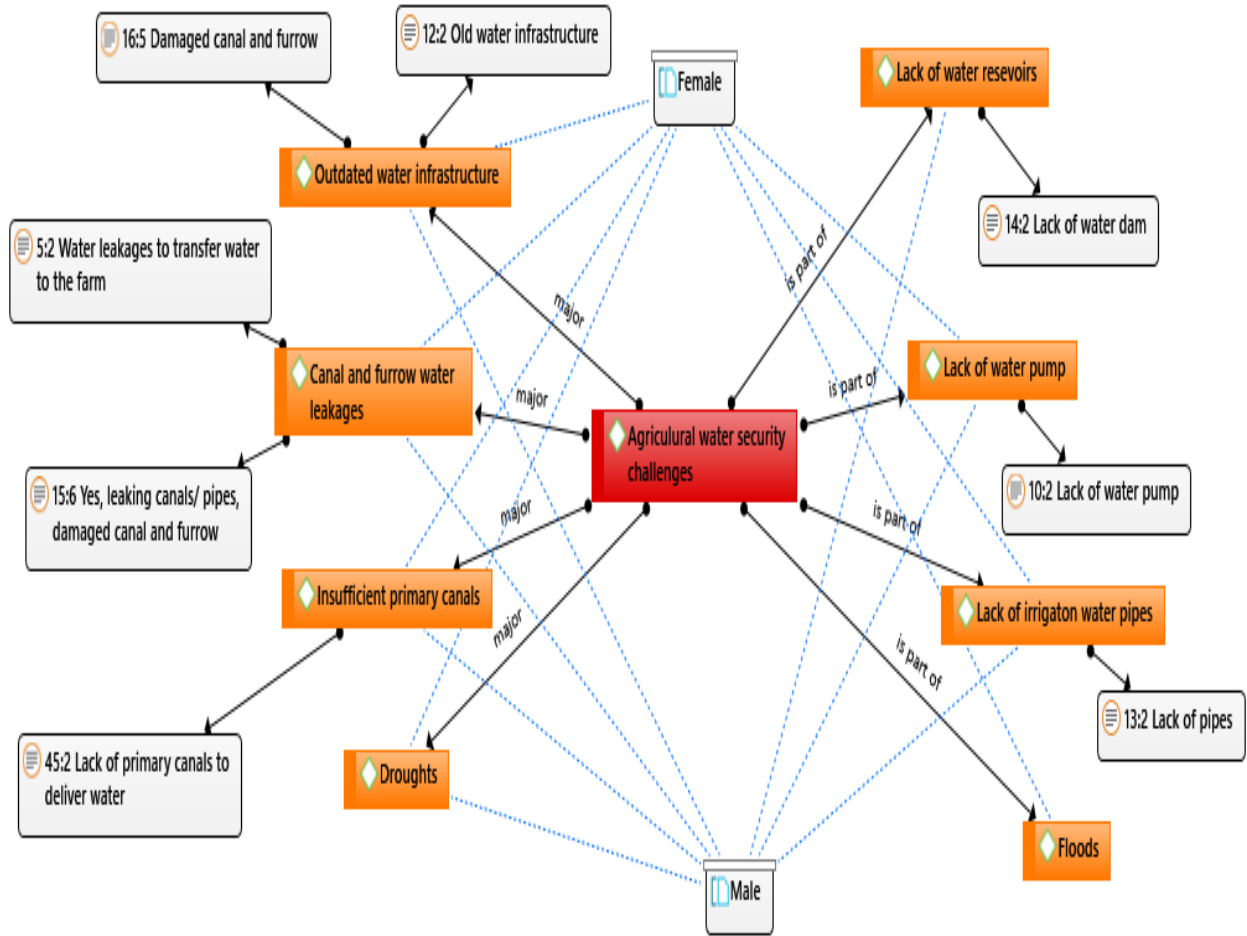 16:5 Damaged canal and furrow
12:2 Old water infrastructure
Female
Lack of water resevoirs
Outdated water infrastructure
14:2 Lack of water dam
5:2 Water leakages to transfer water
to the farm
is part of
major
Canal and furrow water
leakages
major
is part of
Lack of water pump
Agriculural water security
challenges
15:6 Yes, leaking canals/ pipes,
damaged canal and furrow
10:2 Lack of water pump
major
is part of
Insufficient primary canals
Lack of irrigaton water pipes
major
is part of
13:2 Lack of pipes
45:2 Lack of primary canals to
deliver water
Droughts
Floods
Male